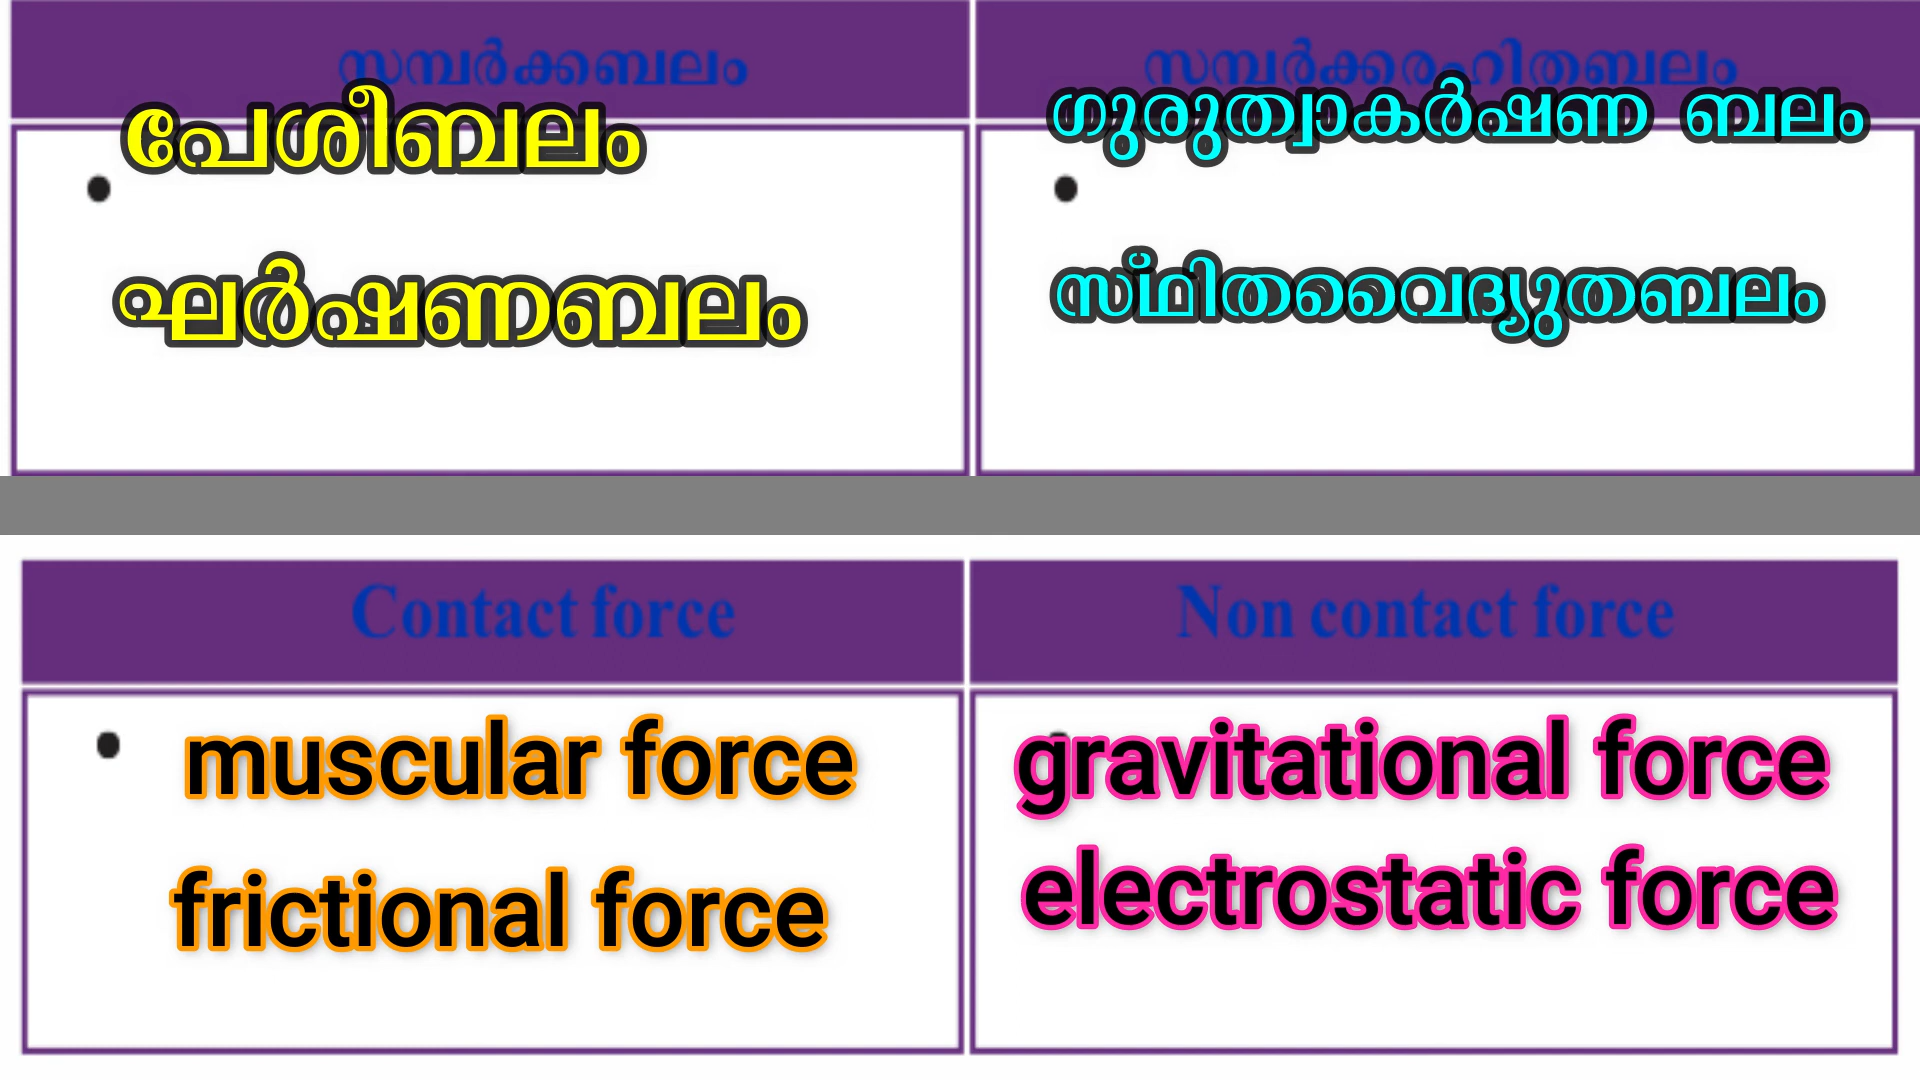 സമ്പർക്കബലം
സമ്പർക്കരഹിതബലം
പേശീബലം
ഗുരുത്വാകർഷണ ബലം
ഘർഷണബലം
സ്ഥിതവൈദ്യുതബലം
Contact force
Non contact force
muscular force
gravitational force
frictional force
electrostatic force